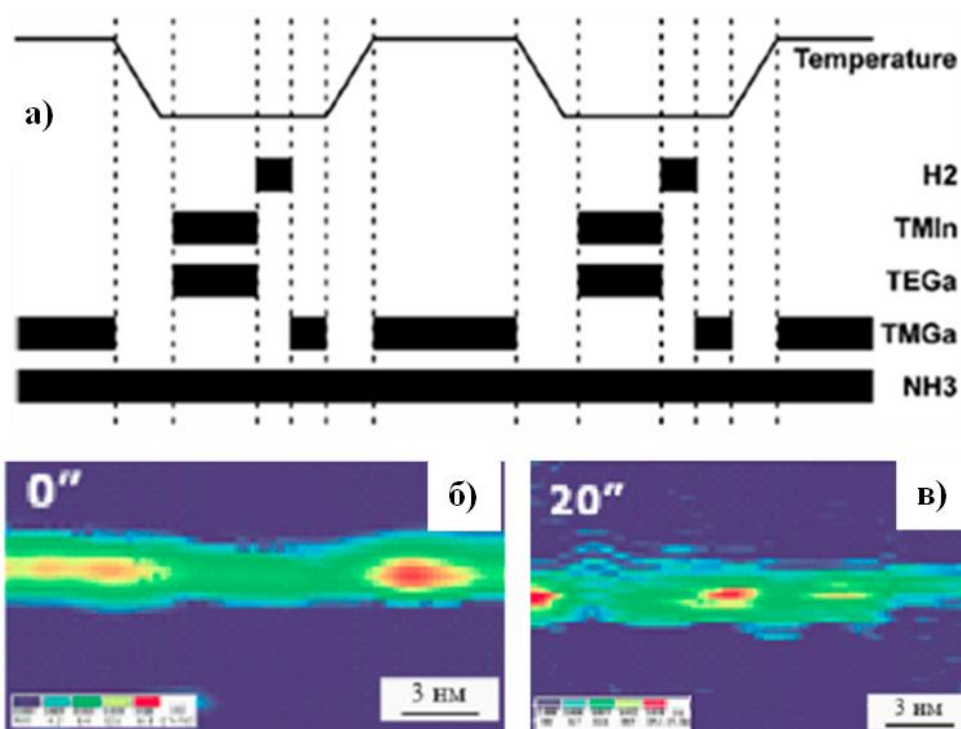 Temperature
а)
H2
TMIn
TEGa
TMGa
NH3
0″
б)
20″
в)
3 нм
3 нм